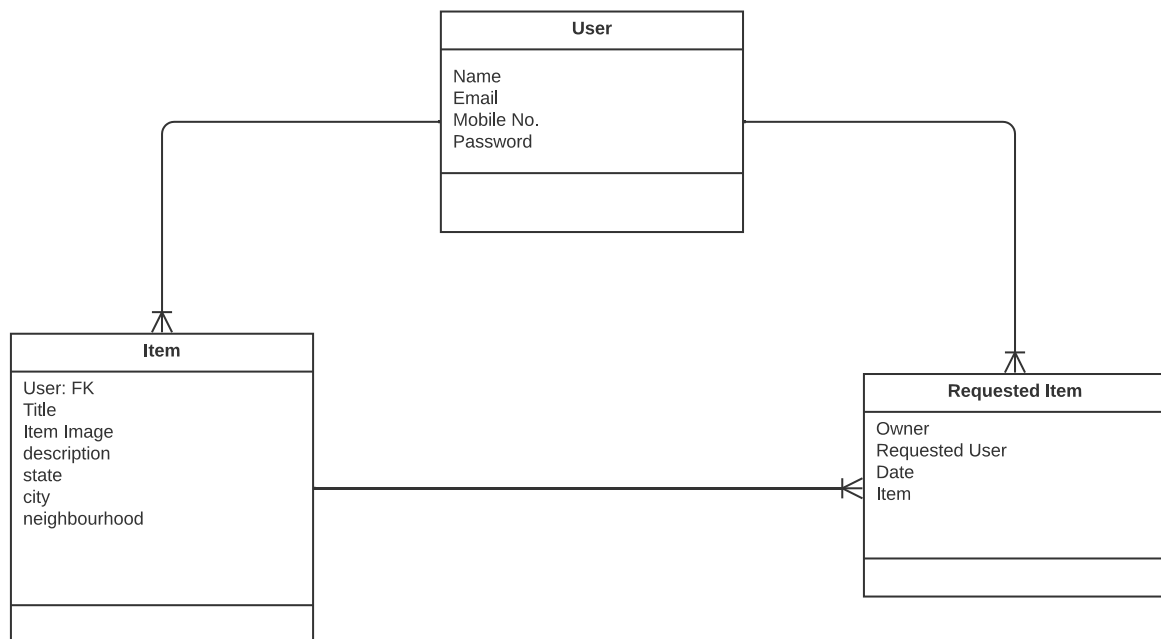 User
Name
Email
Mobile No.
Password
Item
User: FK
Title
Item Image
description
state
city
neighbourhood
Requested Item
Owner
Requested User
Date
Item